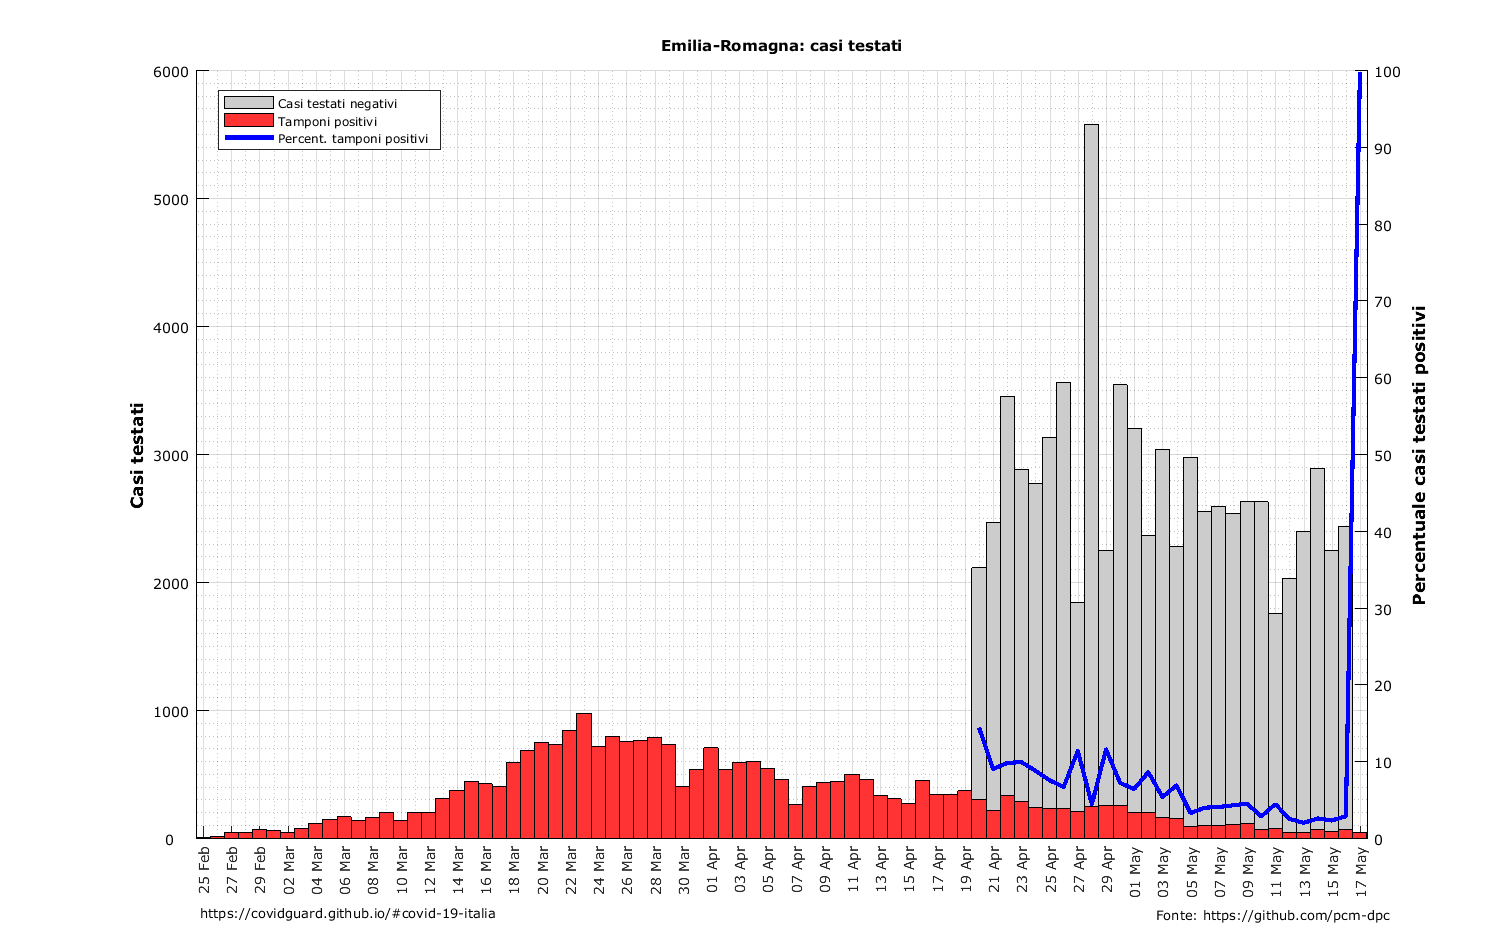 Emilia-Romagna: casi testati
Casi testati negativi
Tamponi positivi
Percent. tamponi positivi
Casi testati
6000
5000
4000
3000
2000
1000
0
100
90
80
70
60
50
40
30
20
10
0
Percentuale casi testati positivi
25 Feb
27 Feb
29 Feb
02 Mar
04 Mar
06 Mar
08 Mar
10 Mar
12 Mar
14 Mar
16 Mar
18 Mar
20 Mar
22 Mar
24 Mar
26 Mar
28 Mar
30 Mar
01 Apr
03 Apr
05 Apr
07 Apr
09 Apr
11 Apr
13 Apr
15 Apr
17 Apr
19 Apr
21 Apr
23 Apr
25 Apr
27 Apr
29 Apr
01 May
03 May
05 May
07 May
09 May
11 May
13 May
15 May
17 May
https://covidguard.github.io/#covid-19-italia
Fonte: https://github.com/pcm-dpc